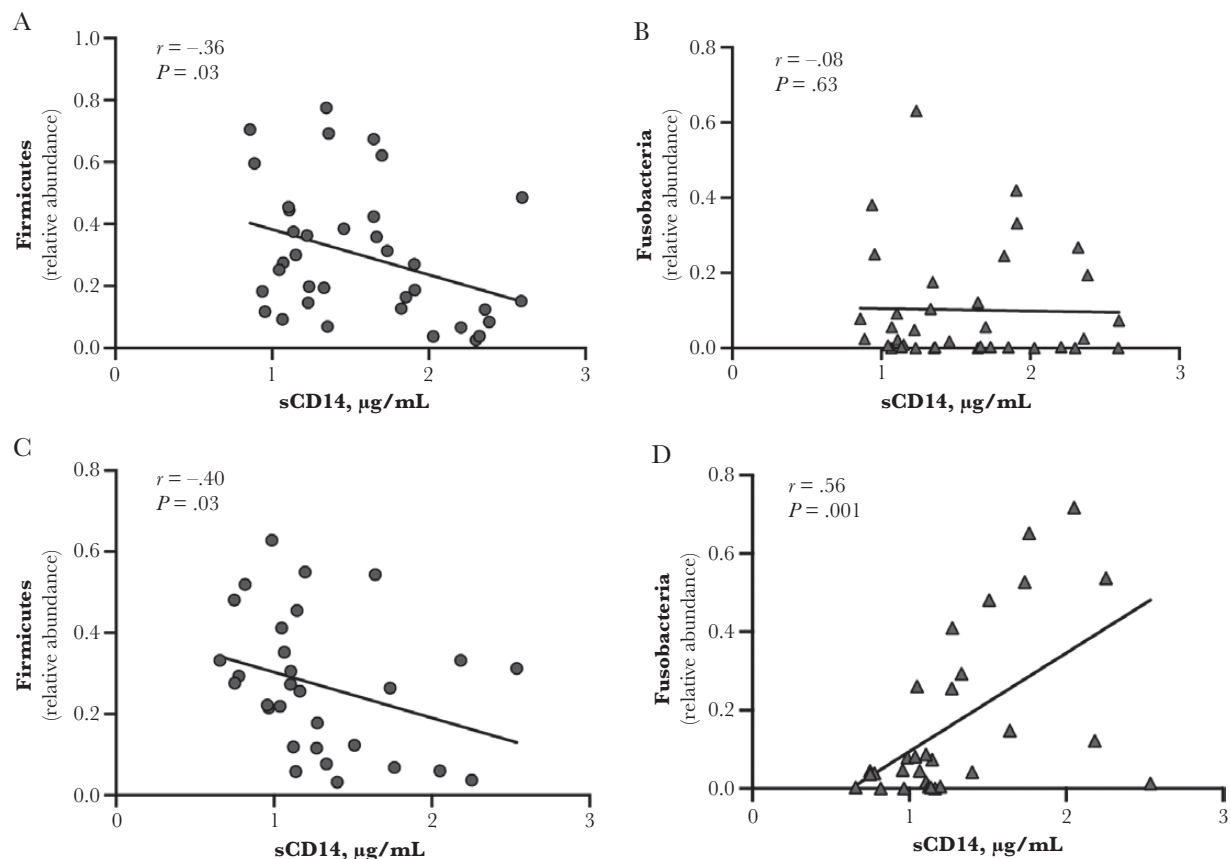 A
r = –.36
P = .03
Firmicutes
(relative abundance)
1.0
0.8
0.6
0.4
0.2
0.0
0
1
2
3
sCD14, µg/mL
B
r = –.08
P = .63
Fusobacteria
(relative abundance)
0.8
0.6
0.4
0.2
0.0
0
1
2
3
sCD14, µg/mL
C
r = –.40
P = .03
Firmicutes
(relative abundance)
0.8
0.6
0.4
0.2
0.0
0
1
2
3
sCD14, µg/mL
D
r = .56
P = .001
Fusobacteria
(relative abundance)
0.8
0.6
0.4
0.2
0.0
0
1
2
3
sCD14, µg/mL